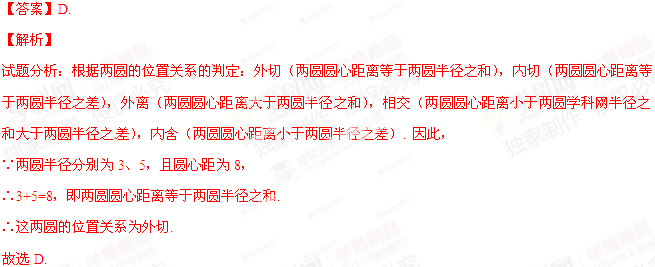 【答案】D.
【解析】
试题分析：根据两圆的位置关系的判定：外切（两圆圆心距离等于两圆半径之和），内切（两圆圆心距离等
于两圆半径之差），外离（两圆圆心距离大于两圆半径之和），相交（两圆圆心距离小于两圆学科网半径之
和大于两圆半径之差），内含（两圆圆心距离小于两圆半径之差）. 因此，
∵两圆半径分别为 3、5，且圆心距为 8，
∴3+5=8，即两圆圆心距离等于两圆半径之和.
∴这两圆的位置关系为外切.
故选 D.